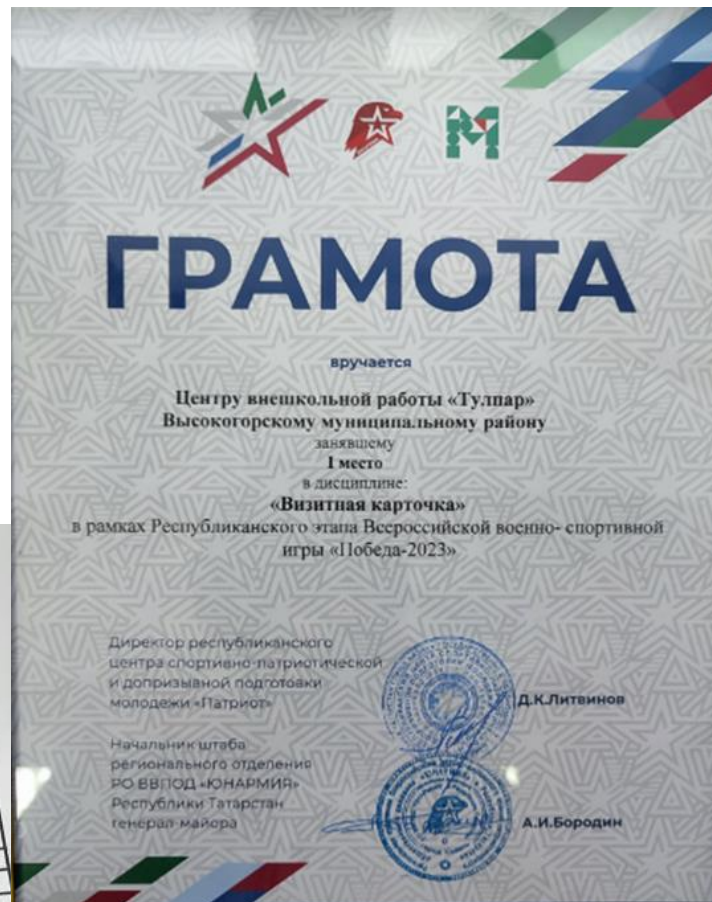 ГРАМОТА
вручается
Центру внешкольной работы «Тулпар»
Высокогорскому муниципальному району
занявшему
I место
в дисциплине:
«Визитная карточка»
в рамках Республиканского этапа Всероссийской военно- спортивной
игры «Победа-2023»
Директор республиканского
центра спортивно-патриотической
и допризывной подготовки
молодежи «Патриот»
Д.К.Литвинов
Начальник штаба
регионального отделения
РО ВВПОД «ЮНАРМИЯ»
Республики Татарстан
генерал-майора
А.И.Бородин